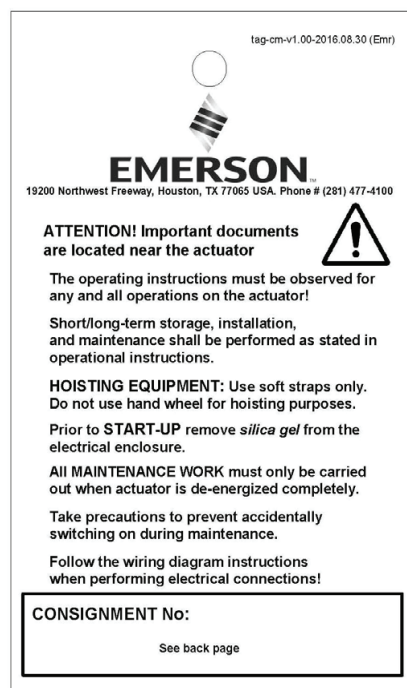 tag-cm-v1.00-2016.08.30 (Emr)
EMERSON™
19200 Northwest Freeway, Houston, TX 77065 USA. Phone # (281) 477-4100
ATTENTION! Important documents
are located near the actuator
The operating instructions must be observed for
any and all operations on the actuator!
Short/long-term storage, installation,
and maintenance shall be performed as stated in
operational instructions.
HOISTING EQUIPMENT: Use soft straps only.
Do not use hand wheel for hoisting purposes.
Prior to START-UP remove silica gel from the
electrical enclosure.
All MAINTENANCE WORK must only be carried
out when actuator is de-energized completely.
Take precautions to prevent accidentally
switching on during maintenance.
Follow the wiring diagram instructions
when performing electrical connections!
CONSIGNMENT No:
See back page